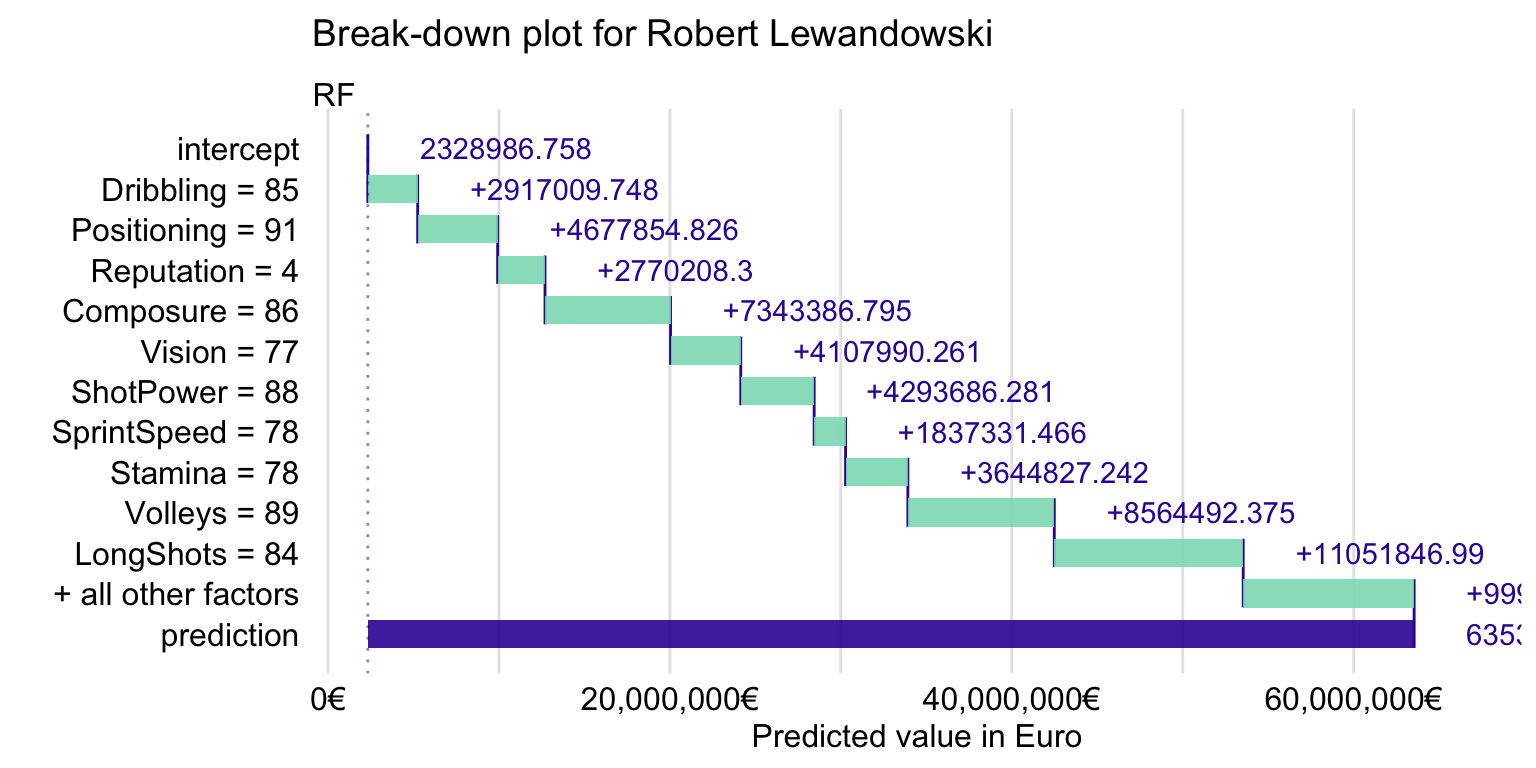 Break-down plot for Robert Lewandowski
RF
intercept 2328986.758
Dribbling = 85 +2917009.748
Positioning = 91 +4677854.826
Reputation = 4 +2770208.3
Composure = 86 +7343386.795
Vision = 77 +4107990.261
ShotPower = 88 +4293686.281
SprintSpeed = 78 +1837331.466
Stamina = 78 +3644827.242
Volleys = 89 +8564492.375
LongShots = 84 +11051846.99
+ all other factors
prediction
0€ 20,000,000€ 40,000,000€ 60,000,000€
Predicted value in Euro